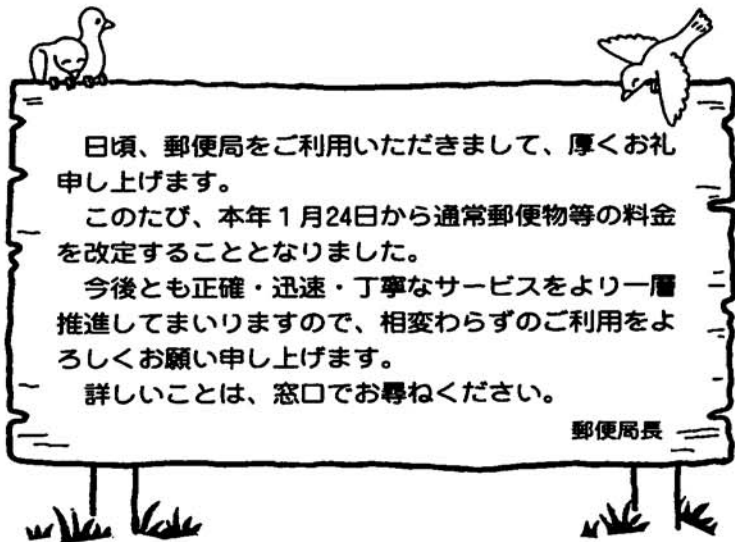 日頃、郵便局をご利用いただきまして、厚くお礼
申し上げます。
このたび、本年1月24日から通常郵便物等の料金
を改定することとなりました。
今後とも正確・迅速・丁寧なサービスをより一層
推進してまいりますので、相変わらずのご利用をよ
ろしくお願い申し上げます。
詳しいことは、窓口でお尋ねください。
郵便局長